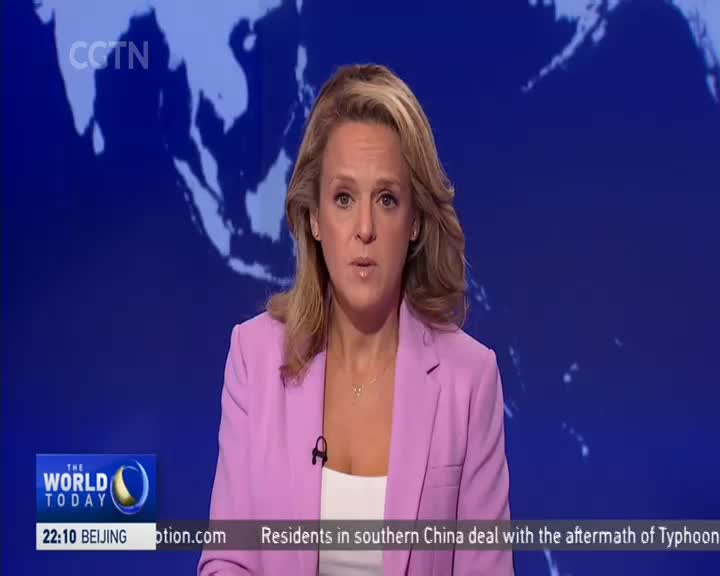 CGTN
THE
WORLD
TODAY
22:10 BEIJING
ption.com Residents in southern China deal with the aftermath of Typhoon